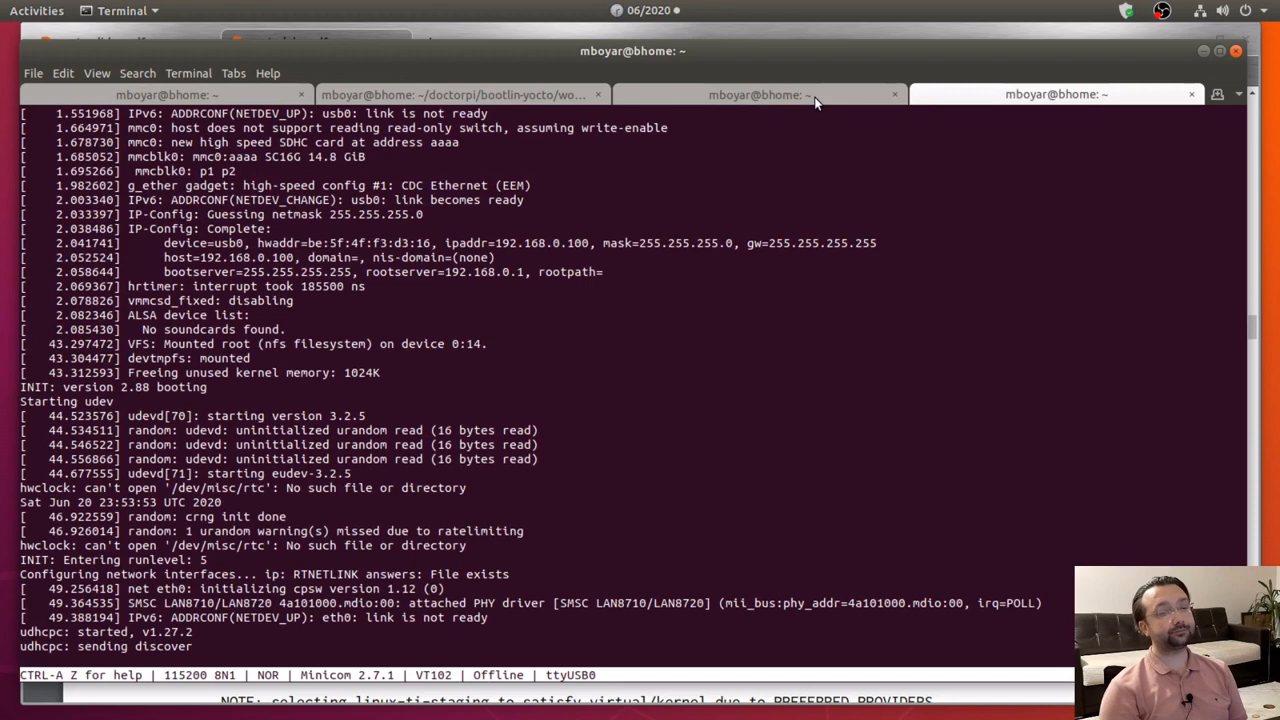 Activities Terminal 06/2020
mboyar@bhome: ~
File Edit View Search Terminal Tabs Help
mboyar@bhome: ~ × mboyar@bhome: ~/doctorpi/bootlin-yocto/wo... × mboyar@bhome: ~ × mboyar@bhome: ~ ×
[    1.551968] IPv6: ADDRCONF(NETDEV_UP): usb0: link is not ready
[    1.664971] mmc0: host does not support reading read-only switch, assuming write-enable
[    1.678730] mmc0: new high speed SDHC card at address aaaa
[    1.685052] mmcblk0: mmc0:aaaa SC16G 14.8 GiB
[    1.695266]  mmcblk0: p1 p2
[    1.982602] g_ether gadget: high-speed config #1: CDC Ethernet (EEM)
[    2.003340] IPv6: ADDRCONF(NETDEV_CHANGE): usb0: link becomes ready
[    2.033397] IP-Config: Guessing netmask 255.255.255.0
[    2.038486] IP-Config: Complete:
[    2.041741]      device=usb0, hwaddr=be:5f:4f:f3:d3:16, ipaddr=192.168.0.100, mask=255.255.255.0, gw=255.255.255.255
[    2.052524]      host=192.168.0.100, domain=, nis-domain=(none)
[    2.058644]      bootserver=255.255.255.255, rootserver=192.168.0.1, rootpath=
[    2.069367] hrtimer: interrupt took 185500 ns
[    2.078826] vmmcsd_fixed: disabling
[    2.082346] ALSA device list:
[    2.085430]   No soundcards found.
[   43.297472] VFS: Mounted root (nfs filesystem) on device 0:14.
[   43.304477] devtmpfs: mounted
[   43.312593] Freeing unused kernel memory: 1024K
INIT: version 2.88 booting
Starting udev
[   44.523576] udevd[70]: starting version 3.2.5
[   44.534511] random: udevd: uninitialized urandom read (16 bytes read)
[   44.546522] random: udevd: uninitialized urandom read (16 bytes read)
[   44.556866] random: udevd: uninitialized urandom read (16 bytes read)
[   44.677555] udevd[71]: starting eudev-3.2.5
hwclock: can't open '/dev/misc/rtc': No such file or directory
Sat Jun 20 23:53:53 UTC 2020
[   46.922559] random: crng init done
[   46.926014] random: 1 urandom warning(s) missed due to ratelimiting
hwclock: can't open '/dev/misc/rtc': No such file or directory
INIT: Entering runlevel: 5
Configuring network interfaces... ip: RTNETLINK answers: File exists
[   49.256418] net eth0: initializing cpsw version 1.12 (0)
[   49.364535] SMSC LAN8710/LAN8720 4a101000.mdio:00: attached PHY driver [SMSC LAN8710/LAN8720] (mii_bus:phy_addr=4a101000.mdio:00, irq=POLL)
[   49.388194] IPv6: ADDRCONF(NETDEV_UP): eth0: link is not ready
udhcpc: started, v1.27.2
udhcpc: sending discover
CTRL-A Z for help | 115200 8N1 | NOR | Minicom 2.7.1 | VT102 | Offline | ttyUSB0
NOTE: selecting linux-ti-staging to satisfy virtual/kernel due to PREFERRED_PROVIDERS